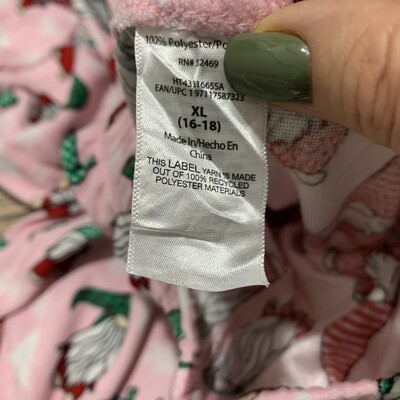 100% Polyester/Po
RN# 52469
HT4331665SA
EAN/UPC 1 97117587323
XL
(16-18)
Made In/Hecho En
China
THIS LABEL YARN IS MADE
OUT OF 100% RECYCLED
POLYESTER MATERIALS